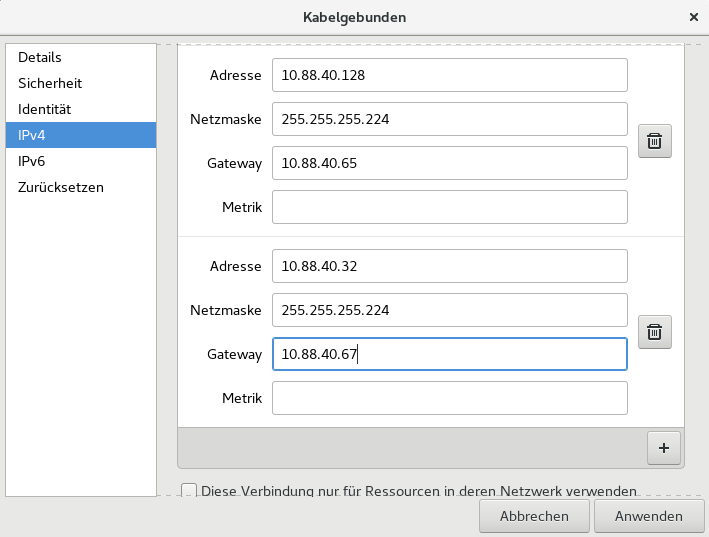 Kabelgebunden
Details
Sicherheit
Identität
IPv4
IPv6
Zurücksetzen
Adresse 10.88.40.128
Netzmaske 255.255.255.224
Gateway 10.88.40.65
Metrik
Adresse 10.88.40.32
Netzmaske 255.255.255.224
Gateway 10.88.40.67
Metrik
+
Diese Verbindung nur für Ressourcen in deren Netzwerk verwenden
Abbrechen Anwenden